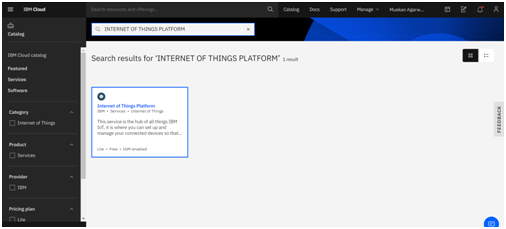 IBM Cloud
Search resources and offerings...
Catalog
Docs
Support
Manage
Muskan Agarwa...
Catalog
IBM Cloud catalog
Featured
Services
Software
Category
Internet of Things
Product
Services
Provider
IBM
Pricing plan
Lite
INTERNET OF THINGS PLATFORM
Search results for ‘INTERNET OF THINGS PLATFORM’ 1 result
Internet of Things Platform
IBM • Services • Internet of Things
This service is the hub of all things IBM
IoT, it is where you can set up and
manage your connected devices so that...
Lite • Free • IAM-enabled
FEEDBACK